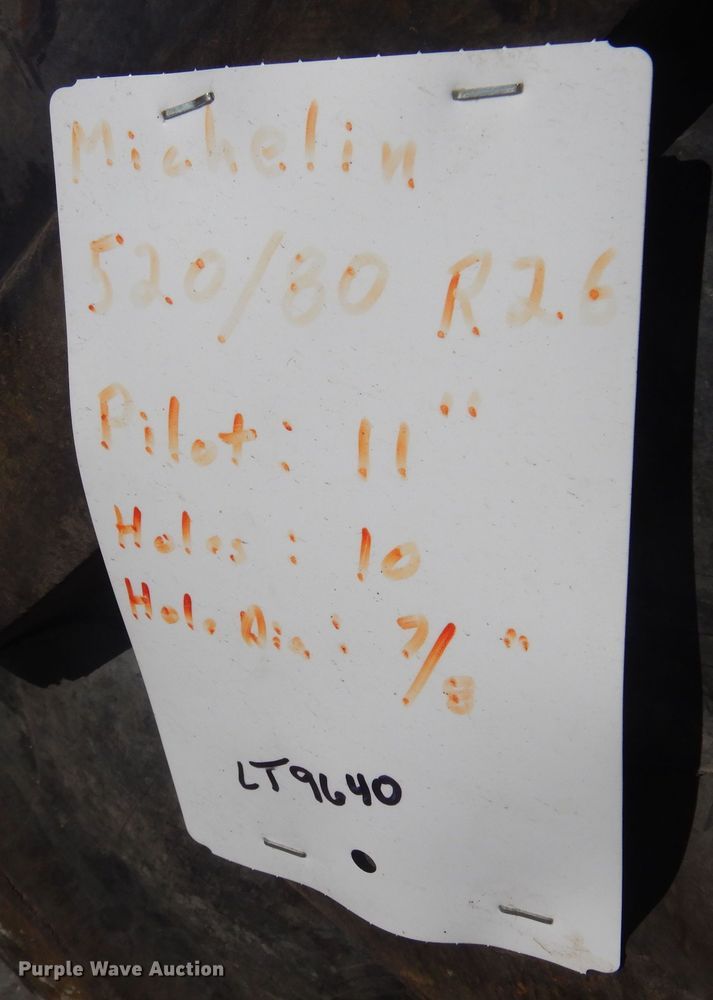 Michelin
520/80 R26
Pilot: 11"
Holes: 10
Hole Dia: 7/8"
LT9640
Purple Wave Auction